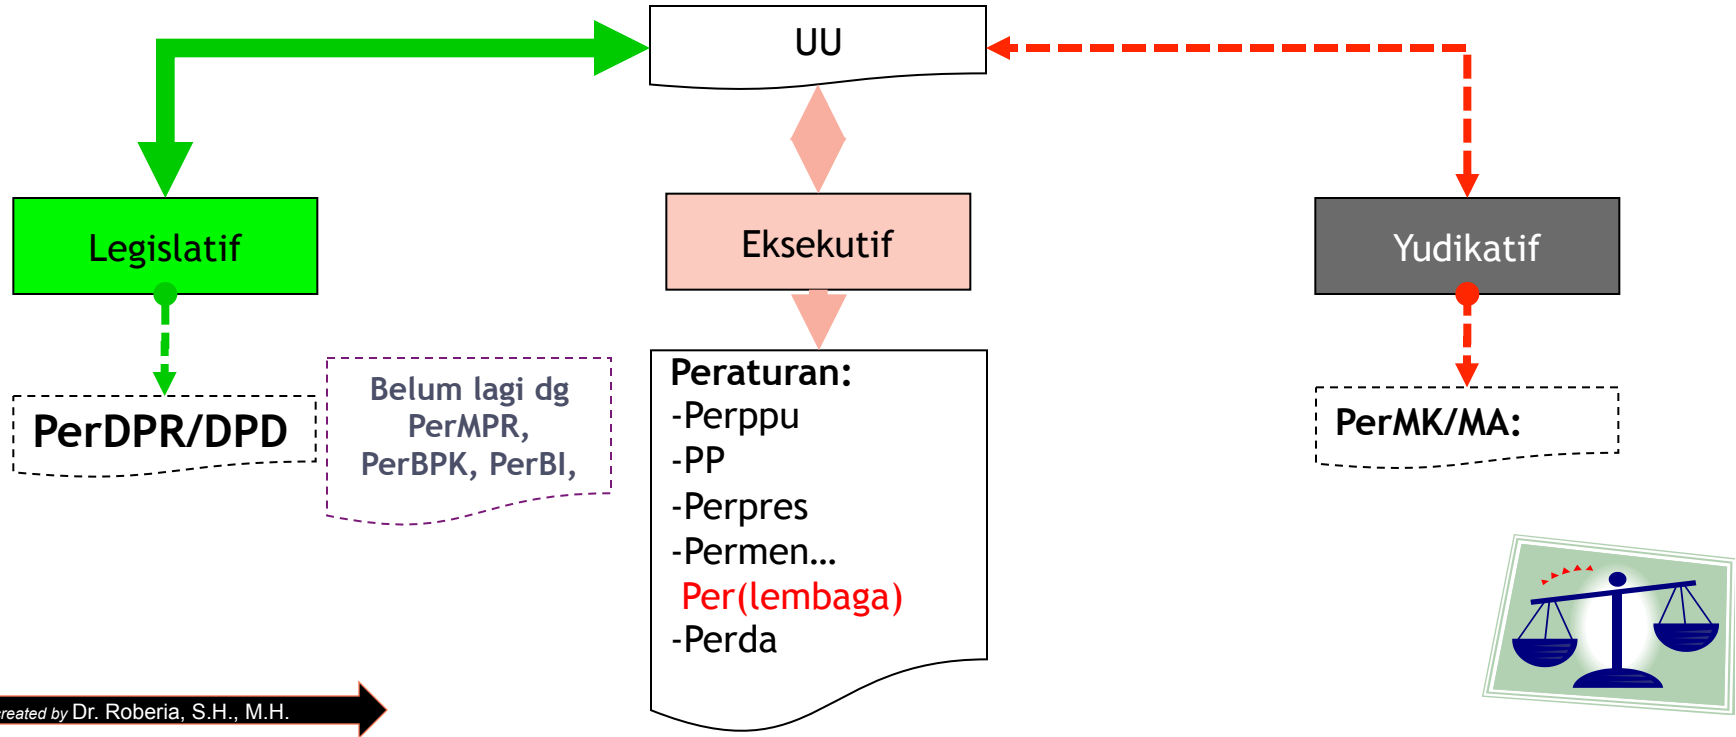 UU
Legislatif
Eksekutif
Yudikatif
PerDPR/DPD
Belum lagi dg
PerMPR,
PerBPK, PerBI,
Peraturan:
-Perppu
-PP
-Perpres
-Permen…
Per(lembaga)
-Perda
PerMK/MA:
created by Dr. Roberia, S.H., M.H.